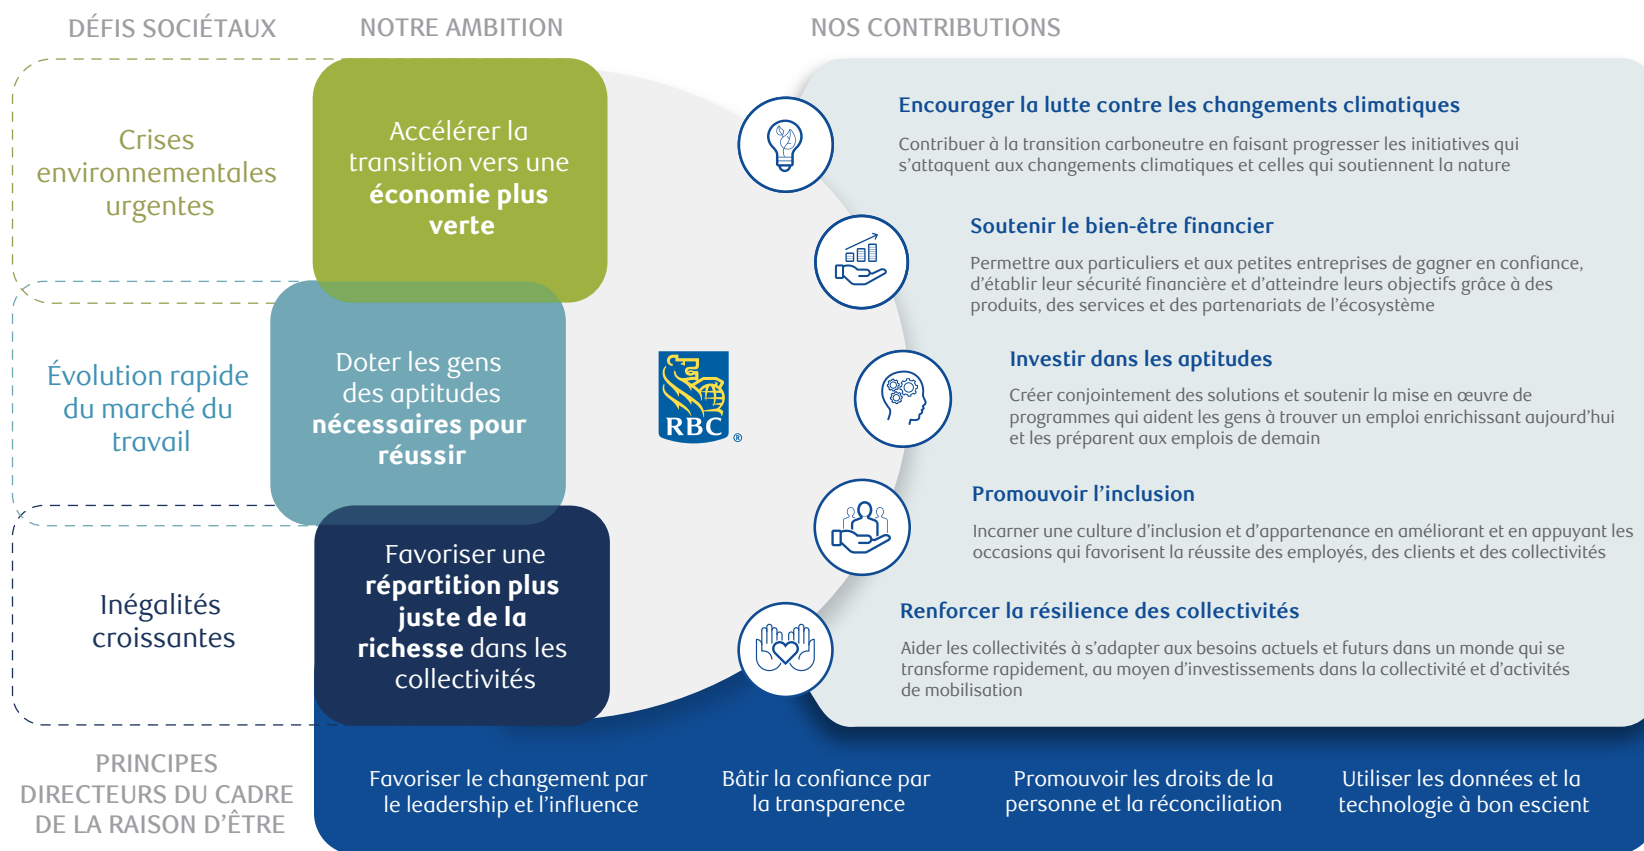 DÉFIS SOCIÉTAUX
NOTRE AMBITION
NOS CONTRIBUTIONS
Crises
environnementales
urgentes
Accélérer la
transition vers une
économie plus
verte
Évolution rapide
du marché du
travail
Doter les gens
des aptitudes
nécessaires pour
réussir
Inégalités
croissantes
Favoriser une
répartition plus
juste de la
richesse dans les
collectivités
RBC
®
Encourager la lutte contre les changements climatiques
Contribuer à la transition carboneutre en faisant progresser les initiatives qui
s’attaquent aux changements climatiques et celles qui soutiennent la nature
Soutenir le bien-être financier
Permettre aux particuliers et aux petites entreprises de gagner en confiance,
d’établir leur sécurité financière et d’atteindre leurs objectifs grâce à des
produits, des services et des partenariats de l’écosystème
Investir dans les aptitudes
Créer conjointement des solutions et soutenir la mise en œuvre de
programmes qui aident les gens à trouver un emploi enrichissant aujourd’hui
et les préparent aux emplois de demain
Promouvoir l’inclusion
Incarner une culture d’inclusion et d’appartenance en améliorant et en appuyant les
occasions qui favorisent la réussite des employés, des clients et des collectivités
Renforcer la résilience des collectivités
Aider les collectivités à s’adapter aux besoins actuels et futurs dans un monde qui se
transforme rapidement, au moyen d’investissements dans la collectivité et d’activités
de mobilisation
PRINCIPES
DIRECTEURS DU CADRE
DE LA RAISON D’ÊTRE
Favoriser le changement par
le leadership et l’influence
Bâtir la confiance par
la transparence
Promouvoir les droits de la
personne et la réconciliation
Utiliser les données et la
technologie à bon escient